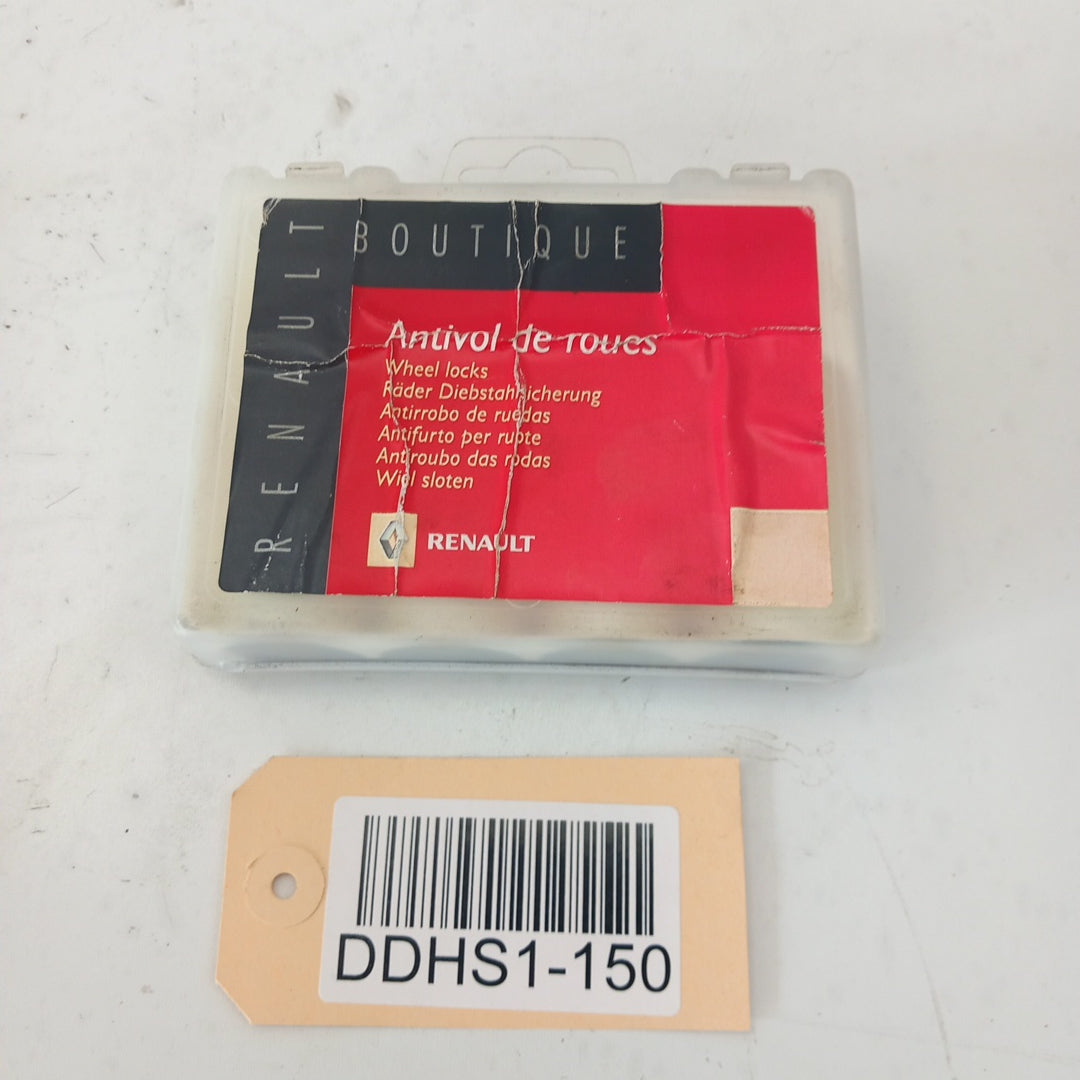 RENAULT
BOUTIQUE
Antivol de roues
Wheel locks
Räder Diebstahlsicherung
Antirrobo de ruedas
Antifurto per ruote
Antiroubo das rodas
Wiel sloten
RENAULT
DDHS1-150